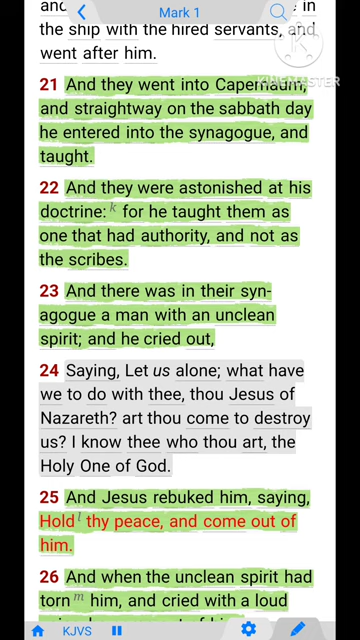 Mark 1
and
e in
the ship with the hired servants, and
went after him.
KINEMASTER
21 And they went into Capernaum,
and straightway on the sabbath day
he entered into the synagogue, and
taught.
22 And they were astonished at his
doctrine: k for he taught them as
one that had authority, and not as
the scribes.
23 And there was in their syn-
agogue a man with an unclean
spirit; and he cried out,
24 Saying, Let us alone; what have
we to do with thee, thou Jesus of
Nazareth? art thou come to destroy
us? I know thee who thou art, the
Holy One of God.
25 And Jesus rebuked him, saying,
Hold l thy peace, and come out of
him.
26 And when the unclean spirit had
torn m him, and cried with a loud
KJVS